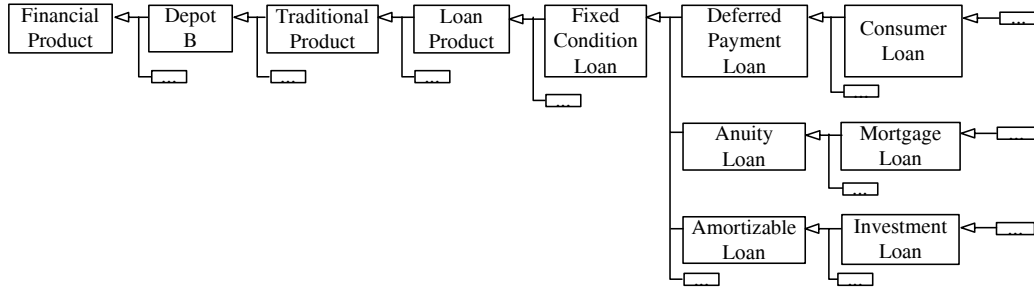 Financial
Product
Depot
B
Traditional
Product
Loan
Product
Fixed
Condition
Loan
Deferred
Payment
Loan
Consumer
Loan
...
...
...
...
...
...
Anuity
Loan
Mortgage
Loan
...
...
Amortizable
Loan
Investment
Loan
...
...
...